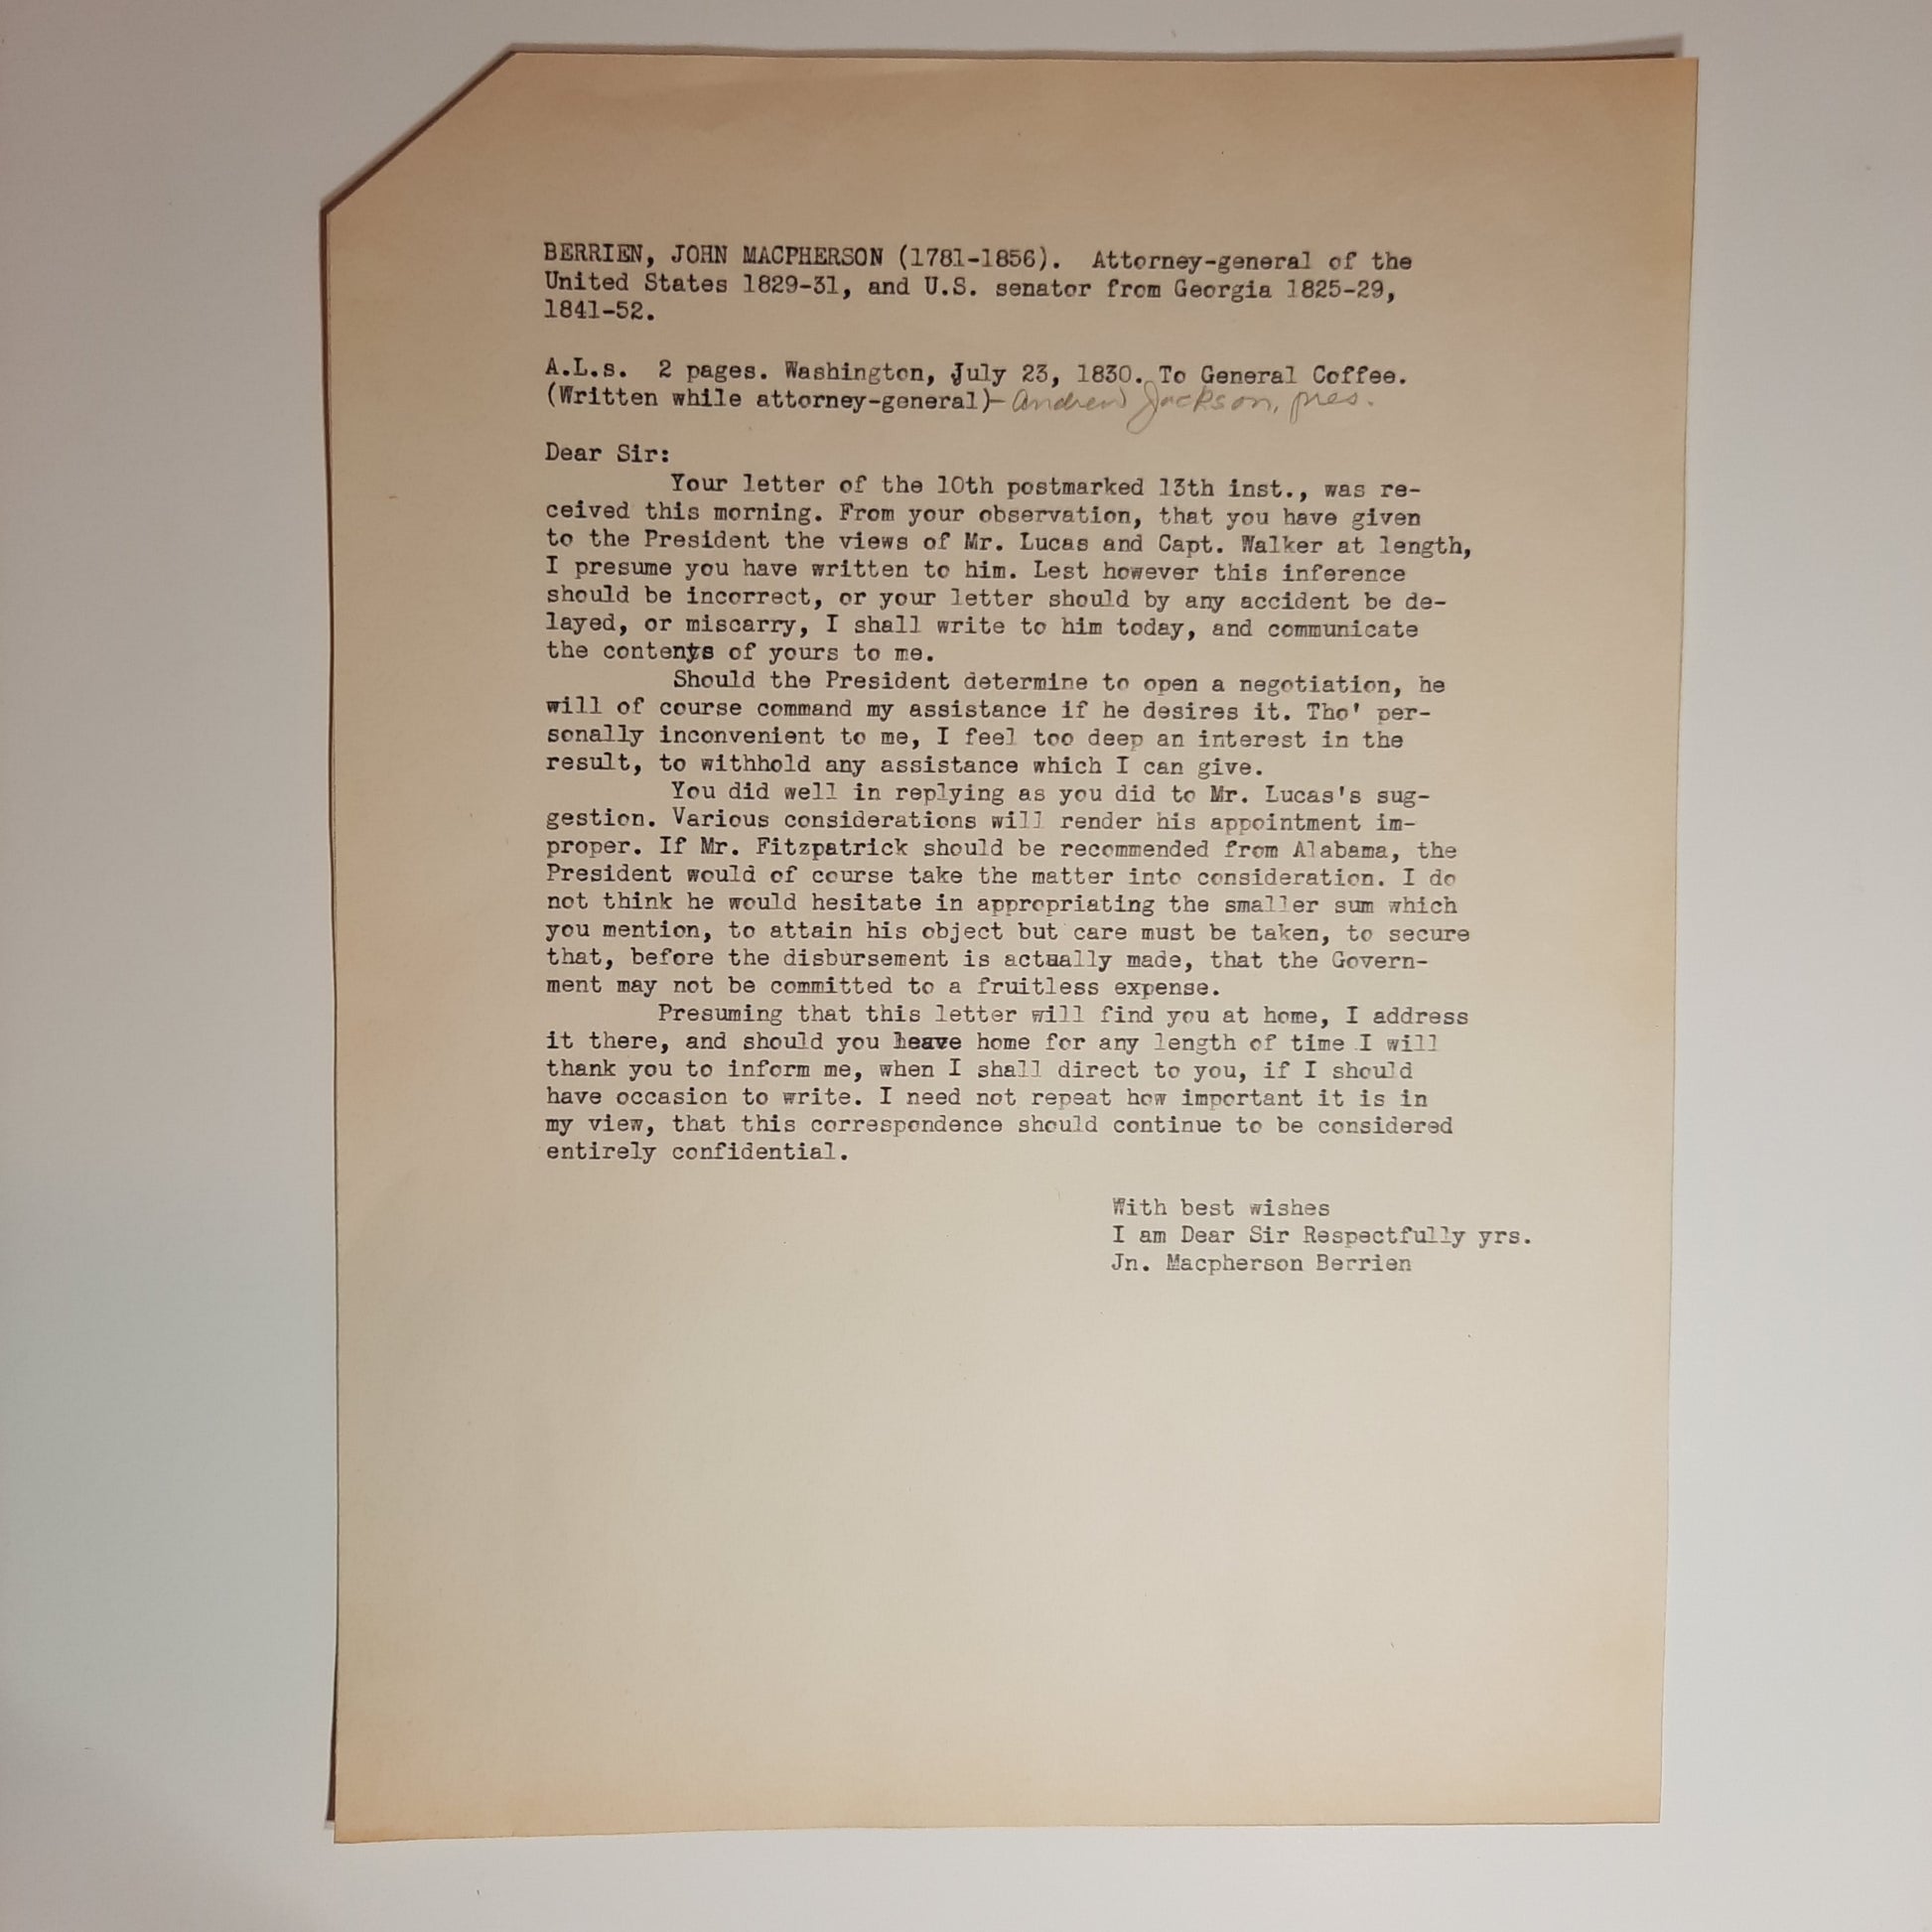 BERRIEN, JOHN MACPHERSON (1781-1856). Attorney-general of the
United States 1829-31, and U.S. senator from Georgia 1825-29,
1841-52.
A.L.s. 2 pages. Washington, July 23, 1830. To General Coffee.
(Written while attorney-general)- Andrew Jackson, pres.
Dear Sir:
Your letter of the 10th postmarked 13th inst., was re-
ceived this morning. From your observation, that you have given
to the President the views of Mr. Lucas and Capt. Walker at length,
I presume you have written to him. Lest however this inference
should be incorrect, or your letter should by any accident be de-
layed, or miscarry, I shall write to him today, and communicate
the contents of yours to me.
Should the President determine to open a negotiation, he
will of course command my assistance if he desires it. Tho' per-
sonally inconvenient to me, I feel too deep an interest in the
result, to withhold any assistance which I can give.
You did well in replying as you did to Mr. Lucas's sug-
gestion. Various considerations will render his appointment im-
proper. If Mr. Fitzpatrick should be recommended from Alabama, the
President would of course take the matter into consideration. I do
not think he would hesitate in appropriating the smaller sum which
you mention, to attain his object but care must be taken, to secure
that, before the disbursement is actually made, that the Govern-
ment may not be committed to a fruitless expense.
Presuming that this letter will find you at home, I address
it there, and should you leave home for any length of time I will
thank you to inform me, when I shall direct to you, if I should
have occasion to write. I need not repeat how important it is in
my view, that this correspondence should continue to be considered
entirely confidential.
With best wishes
I am Dear Sir Respectfully yrs.
Jn. Macpherson Berrien